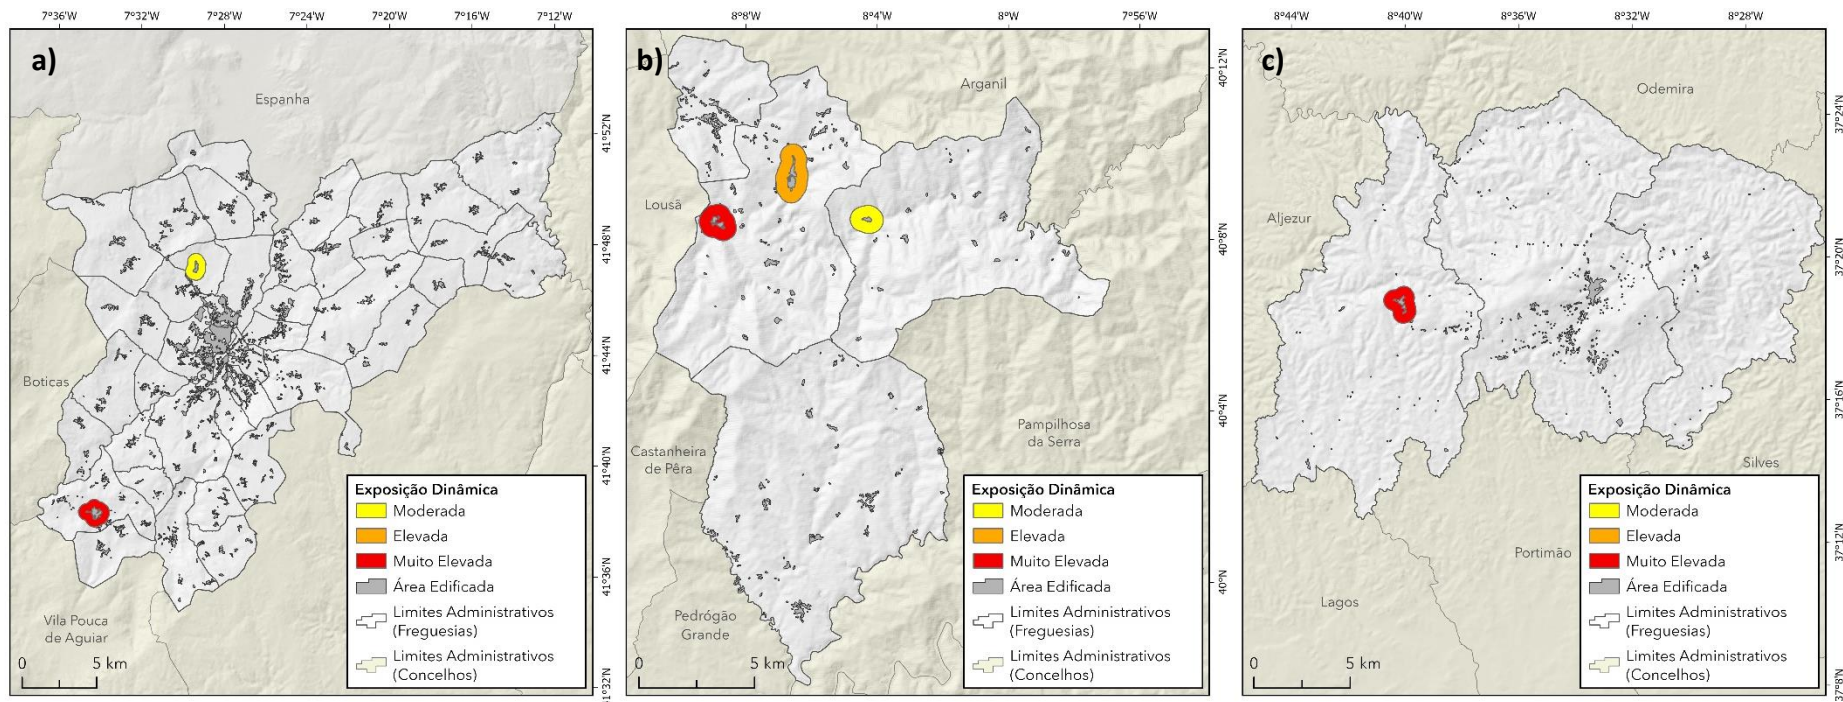 7°36'W 7°32'W 7°28'W 7°24'W 7°20'W 7°16'W 7°12'W
a)
Espanha
Boticas
Vila Pouca
de Aguiar
41°52'N
41°48'N
41°44'N
41°40'N
41°36'N
41°32'N
Exposição Dinâmica
Moderada
Elevada
Muito Elevada
Área Edificada
Limites Administrativos
(Freguesias)
Limites Administrativos
(Concelhos)
0 5 km
8°8'W 8°4'W 8°W 7°56'W
b)
Arganil
Lousã
Castanheira
de Pêra
Pampilhosa
da Serra
Pedrógão
Grande
40°12'N
40°8'N
40°4'N
40°N
Exposição Dinâmica
Moderada
Elevada
Muito Elevada
Área Edificada
Limites Administrativos
(Freguesias)
Limites Administrativos
(Concelhos)
0 5 km
8°44'W 8°40'W 8°36'W 8°32'W 8°28'W
c)
Odemira
Aljezur
Silves
Portimão
Lagos
37°24'N
37°20'N
37°16'N
37°12'N
37°8'N
Exposição Dinâmica
Moderada
Elevada
Muito Elevada
Área Edificada
Limites Administrativos
(Freguesias)
Limites Administrativos
(Concelhos)
0 5 km